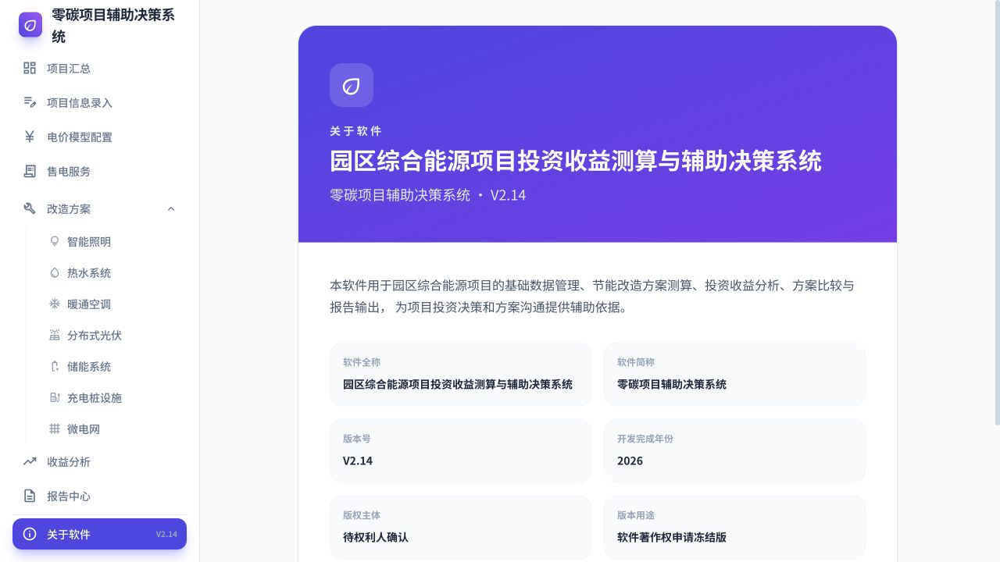 零碳项目辅助决策系
统
项目汇总
项目信息录入
电价模型配置
售电服务
改造方案
智能照明
热水系统
暖通空调
分布式光伏
储能系统
充电桩设施
微电网
收益分析
报告中心
关于软件 V2.14
关于软件
园区综合能源项目投资收益测算与辅助决策系统
零碳项目辅助决策系统 · V2.14
本软件用于园区综合能源项目的基础数据管理、节能改造方案测算、投资收益分析、方案比较与
报告输出， 为项目投资决策和方案沟通提供辅助依据。
软件全称
园区综合能源项目投资收益测算与辅助决策系统
软件简称
零碳项目辅助决策系统
版本号
V2.14
开发完成年份
2026
版权主体
待权利人确认
版本用途
软件著作权申请冻结版